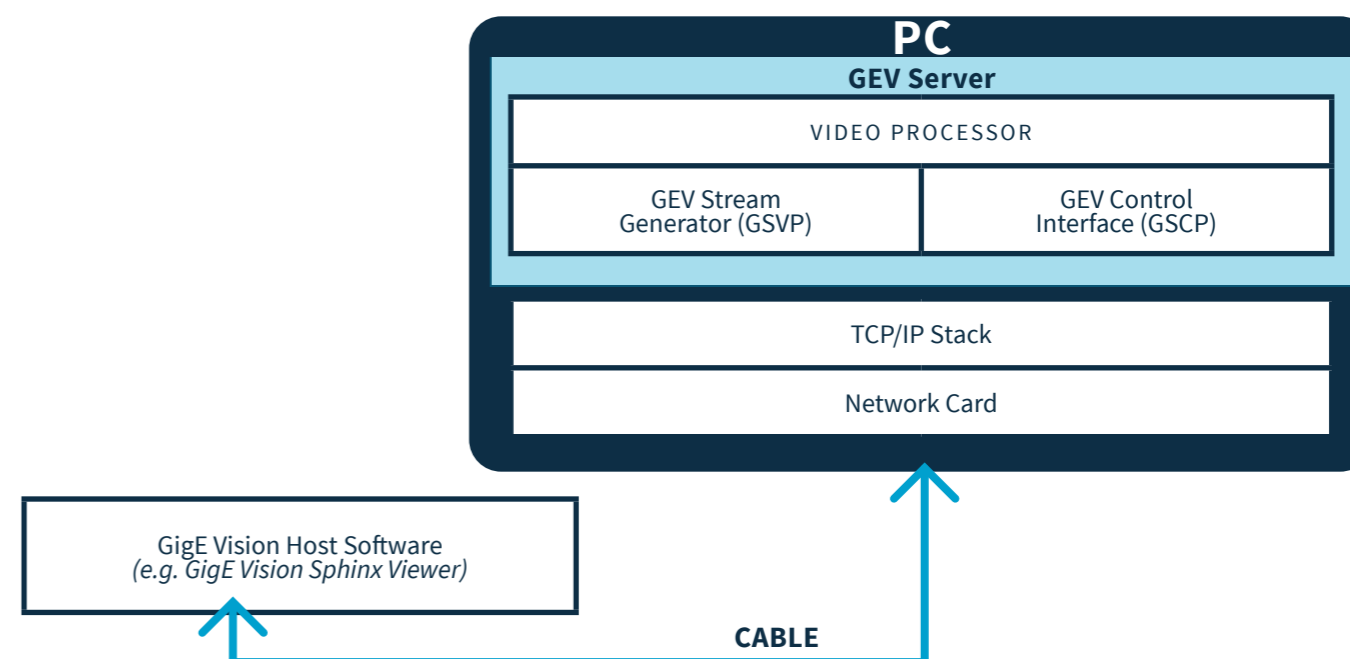 PC
GEV Server
VIDEO PROCESSOR
GEV Stream
Generator (GSVP)
GEV Control
Interface (GSCP)
TCP/IP Stack
Network Card
GigE Vision Host Software
(e.g. GigE Vision Sphinx Viewer)
CABLE